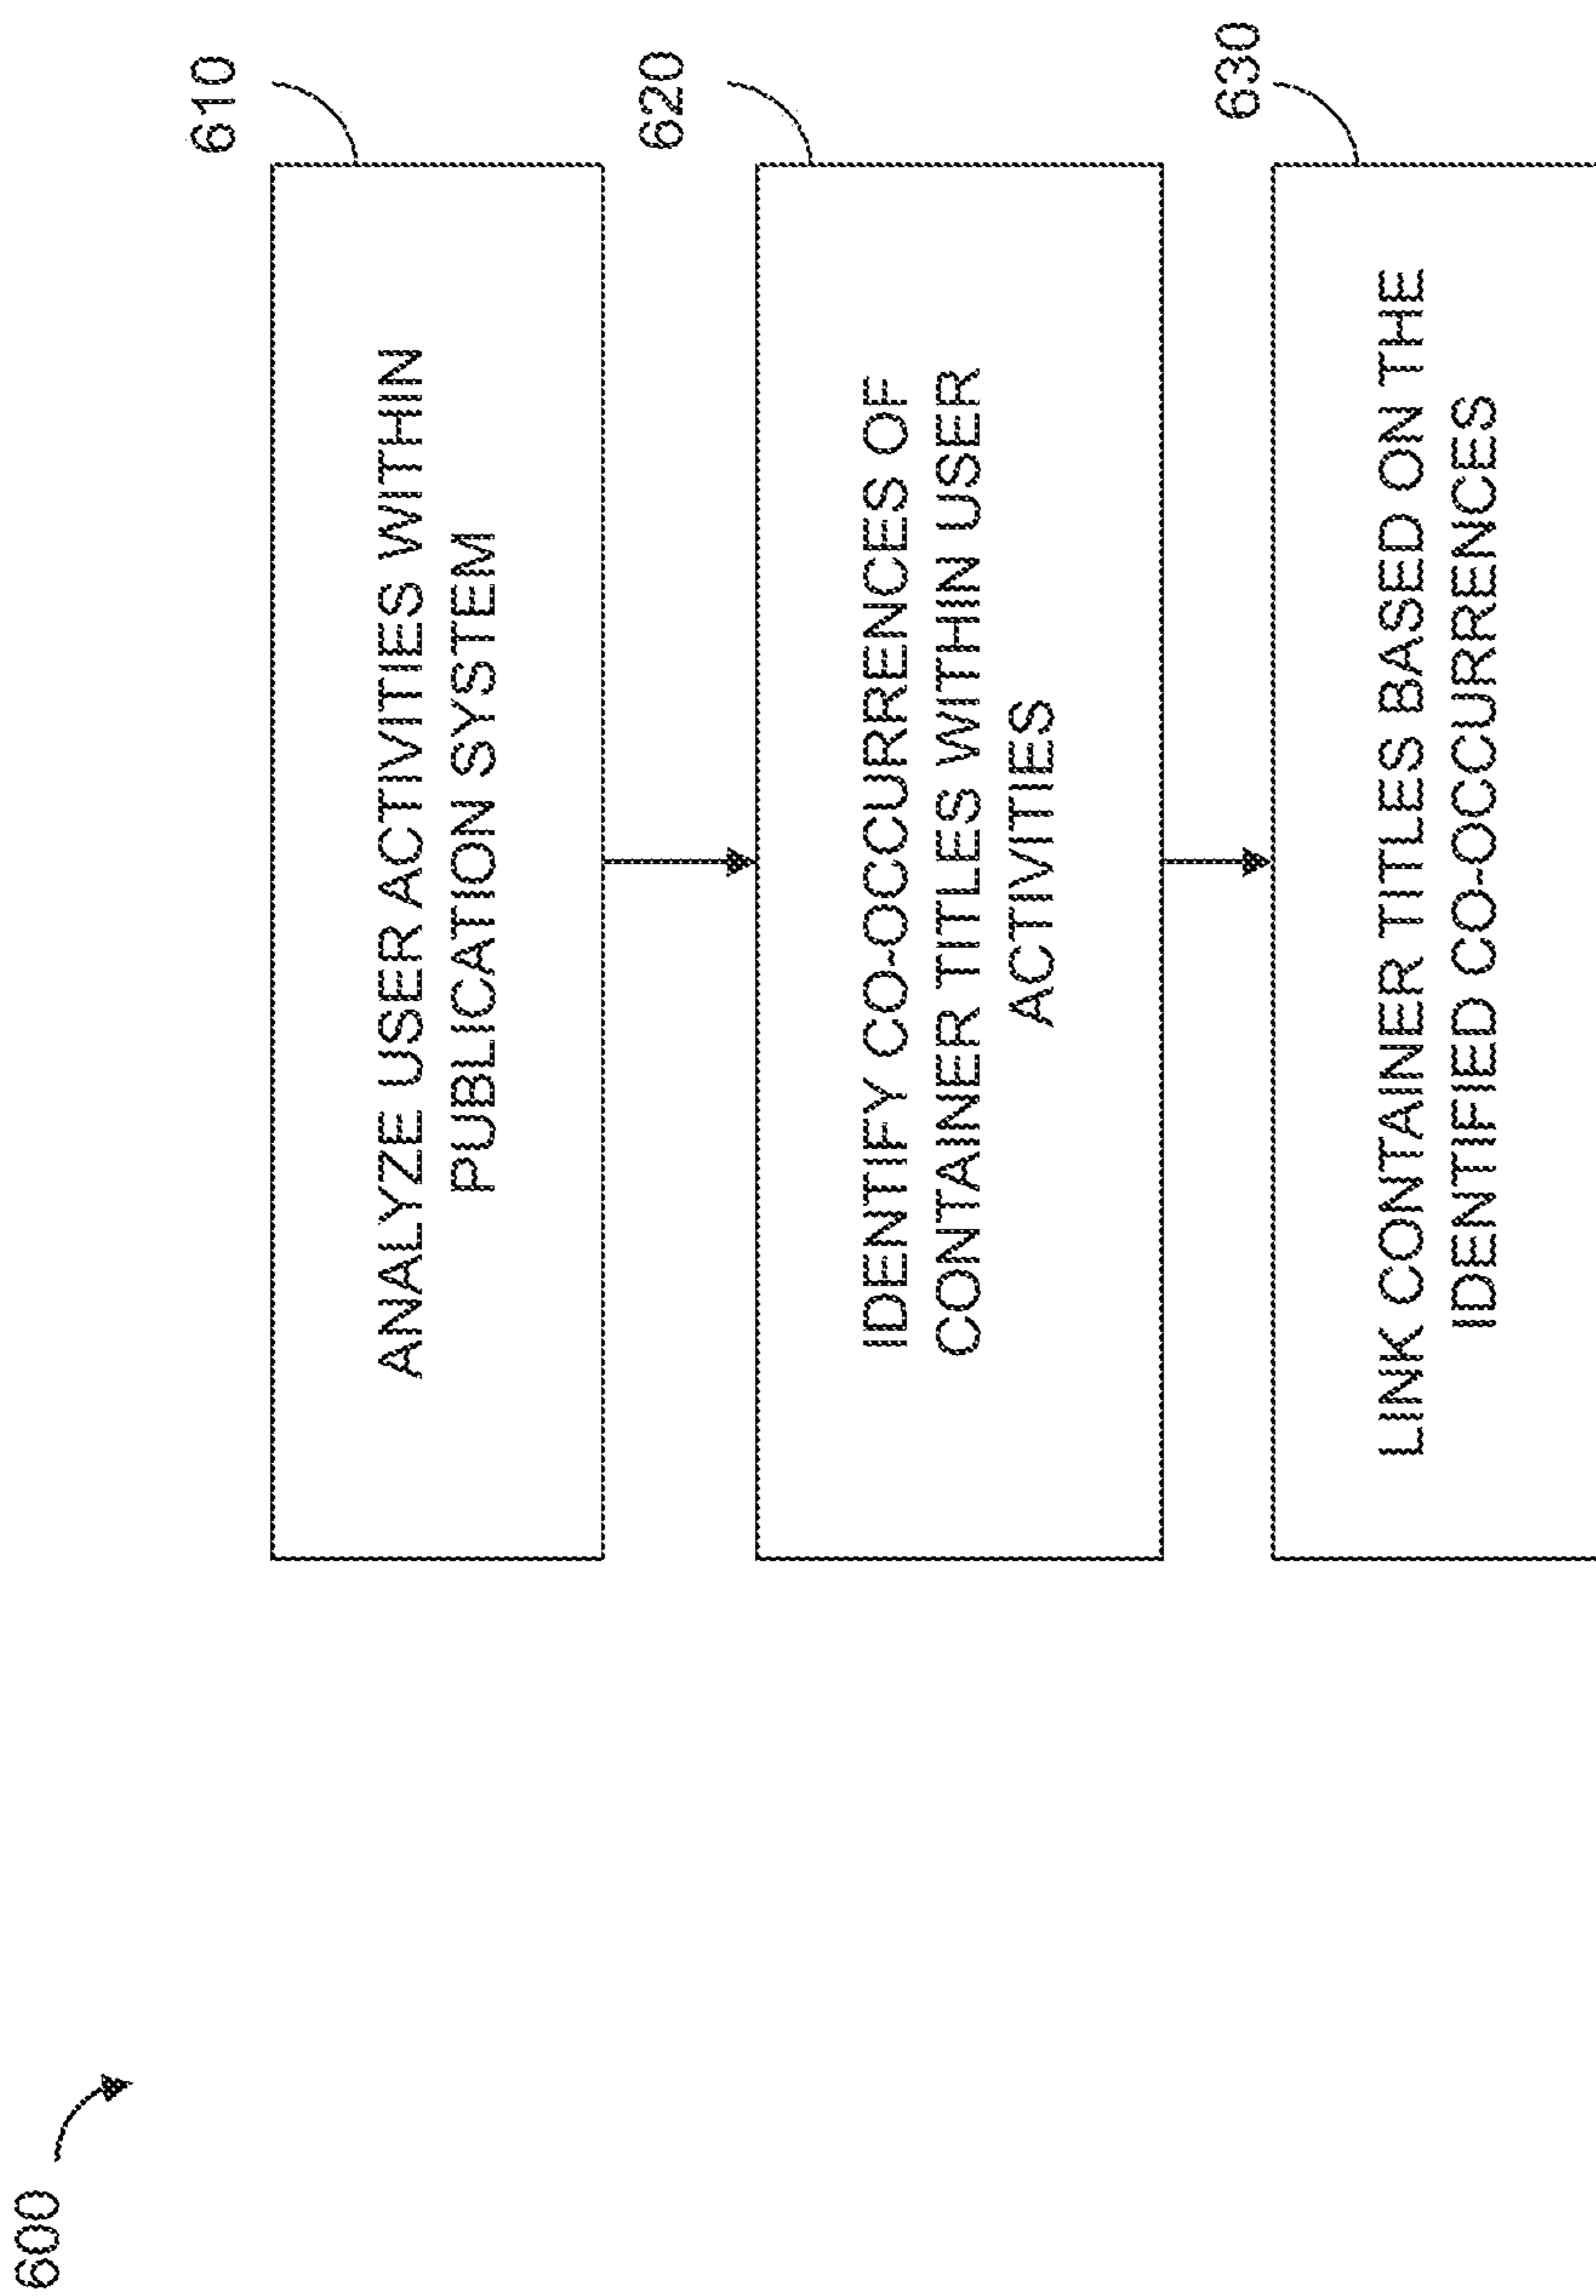 600
610
ANALYZE USER ACTIVITIES WITHIN
PUBLICATION SYSTEM
620
IDENTIFY CO-OCCURRENCES OF
CONTAINER TITLES WITHIN USER
ACTIVITIES
630
LINK CONTAINER TITLES BASED ON THE
IDENTIFIED CO-OCCURRENCES